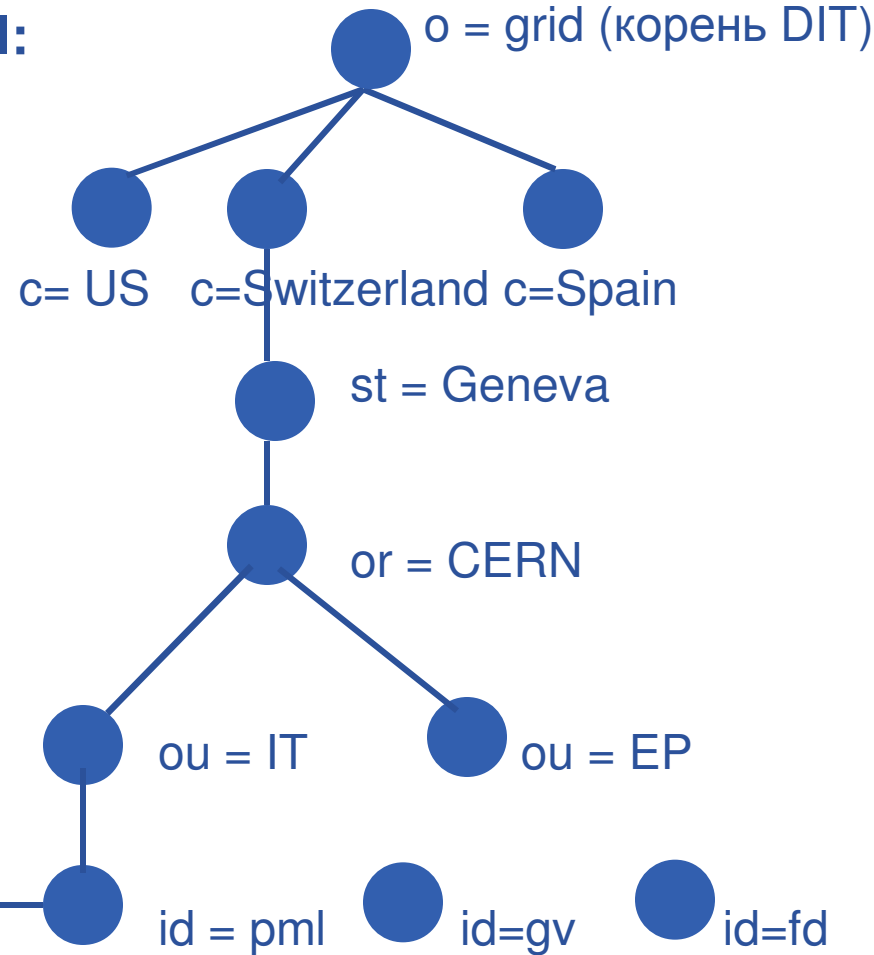 :
o = grid (корень DIT)
c= US c=Switzerland c=Spain
st = Geneva
or = CERN
ou = IT ou = EP
id = pml id=gv id=fd